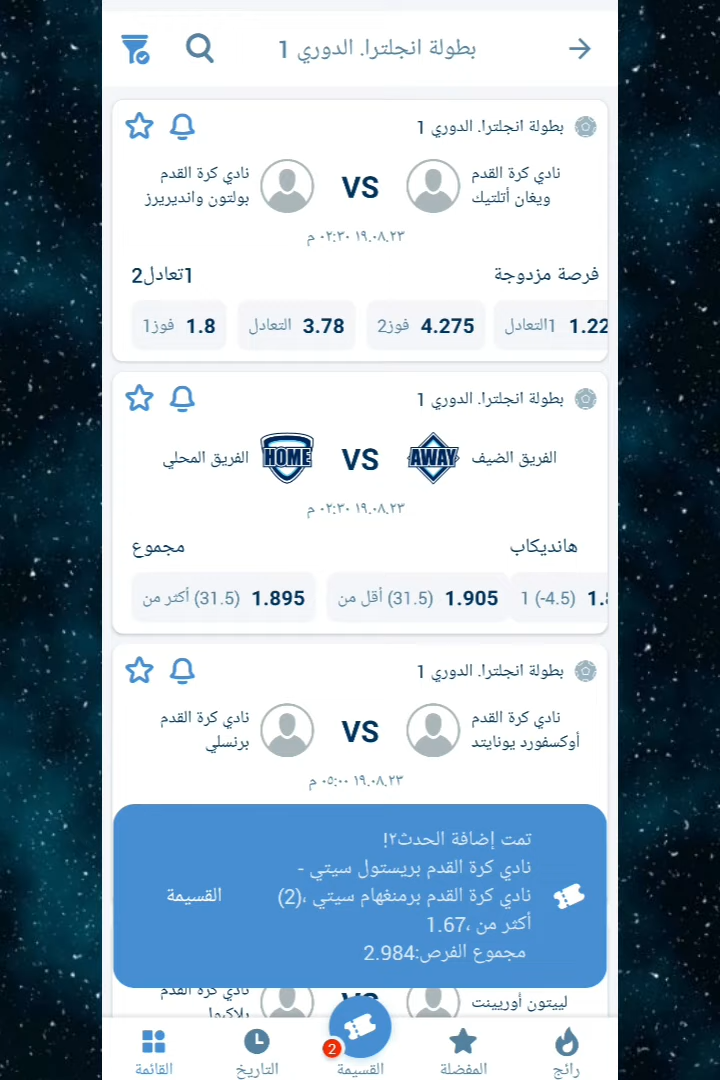 بطولة انجلترا. الدوري 1
بطولة انجلترا. الدوري 1
نادي كرة القدم
ويغان أتلتيك
VS
نادي كرة القدم
بولتون وانديريرز
١٩.٠٨.٢٣ ٠٢:٣٠ م
فرصة مزدوجة
1تعادل2
1.22 1التعادل
4.275 فوز2
3.78 التعادل
1.8 فوز1
بطولة انجلترا. الدوري 1
الفريق الضيف
AWAY
VS
HOME
الفريق المحلي
١٩.٠٨.٢٣ ٠٢:٣٠ م
هانديكاب
مجموع
1 (-4.5)
1.905 (31.5) أقل من
1.895 (31.5) أكثر من
بطولة انجلترا. الدوري 1
نادي كرة القدم
أوكسفورد يونايتد
VS
نادي كرة القدم
برنسلي
١٩.٠٨.٢٣ ٠٥:٠٠ م
تمت إضافة الحدث٢!
نادي كرة القدم بريستول سيتي -
نادي كرة القدم برمنغهام سيتي ،(2)
أكثر من ،1.67
مجموع الفرص:2.984
القسيمة
لييتون أوريينت
VS
نادي كرة القدم
رائج
المفضلة
2
القسيمة
التاريخ
القائمة